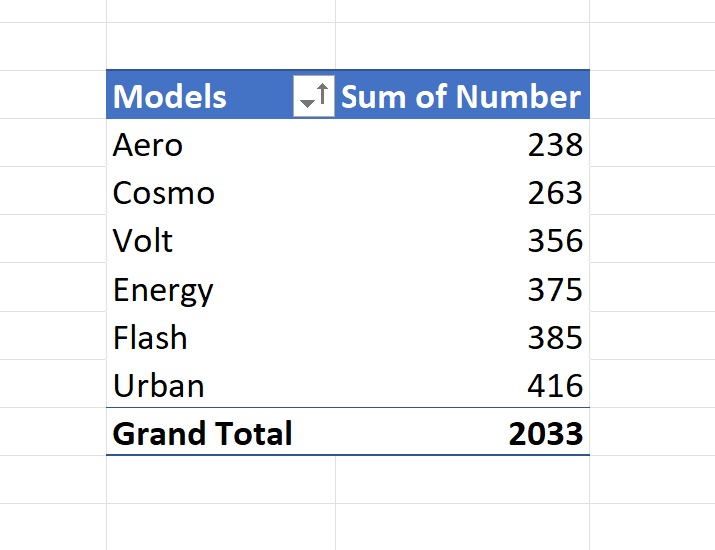 Models Sum of Number
Aero 238
Cosmo 263
Volt 356
Energy 375
Flash 385
Urban 416
Grand Total 2033